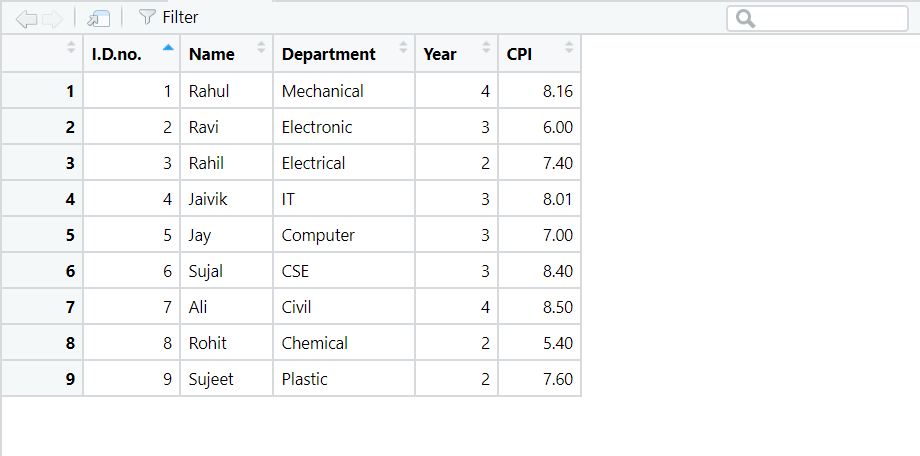 Filter
I.D.no. Name Department Year CPI
1 1 Rahul Mechanical 4 8.16
2 2 Ravi Electronic 3 6.00
3 3 Rahil Electrical 2 7.40
4 4 Jaivik IT 3 8.01
5 5 Jay Computer 3 7.00
6 6 Sujal CSE 3 8.40
7 7 Ali Civil 4 8.50
8 8 Rohit Chemical 2 5.40
9 9 Sujeet Plastic 2 7.60